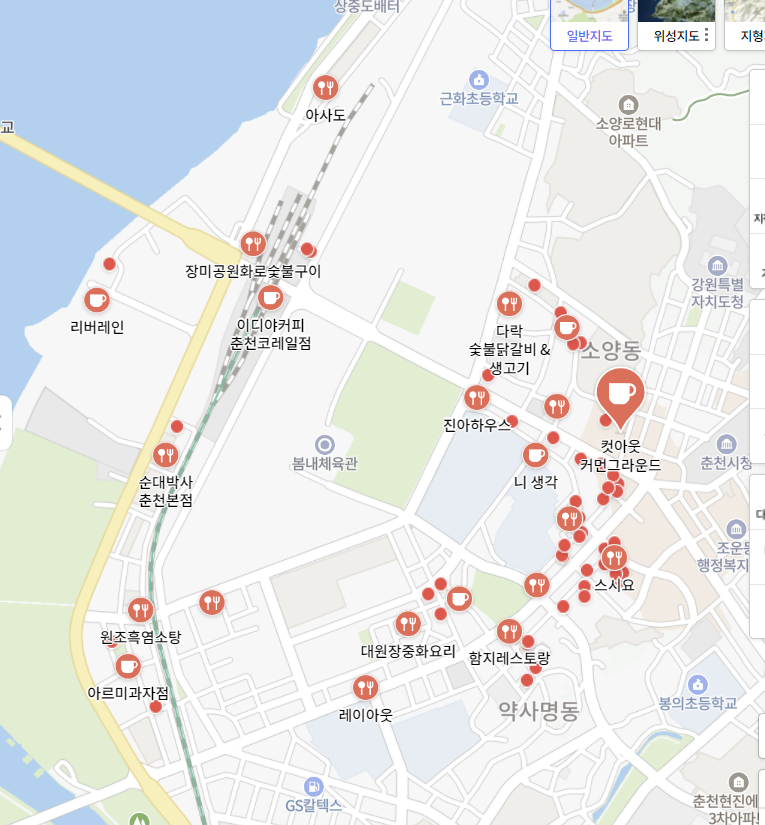 상중도배터
일반지도
위성지도
지형
근화초등학교
아사도
소양로현대
아파트
교
장미공원화로숯불구이
강원특별
자치도청
리버레인
이디야커피
춘천코레일점
다락
숯불닭갈비 &
생고기
소양동
진아하우스
컷아웃
커먼그라운드
봄내체육관
춘천시청
니 생각
순대박사
춘천본점
조운동
행정복지
스시요
원조흑염소탕
대원장중화요리
함지레스토랑
아르미과자점
레이아웃
약사명동
봉의초등학교
GS칼텍스
춘천현진에
3차아파